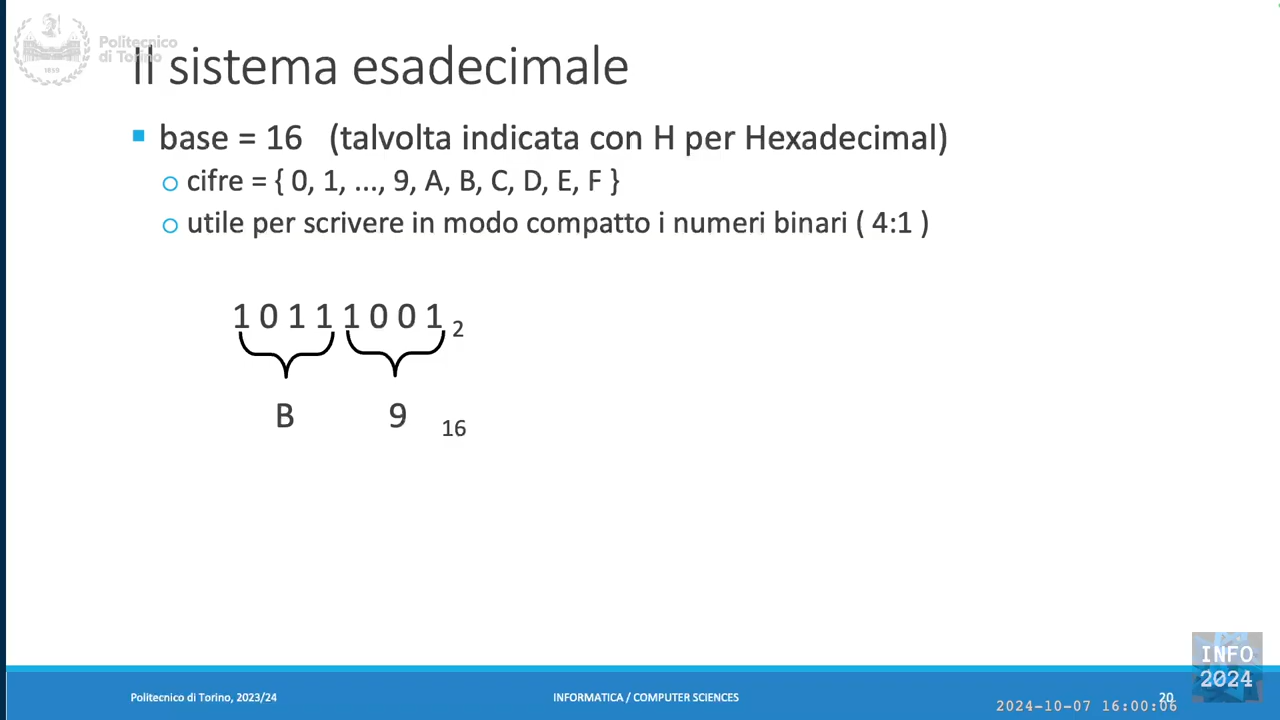 Politecnico
di Torino
1859
Il sistema esadecimale
base = 16 (talvolta indicata con H per Hexadecimal)
cifre = { 0, 1, ..., 9, A, B, C, D, E, F }
utile per scrivere in modo compatto i numeri binari ( 4:1 )
1 0 1 1 1 0 0 1 2
B 9 16
INFO
2024
Politecnico di Torino, 2023/24
INFORMATICA / COMPUTER SCIENCES
20
2024-10-07 16:00:06